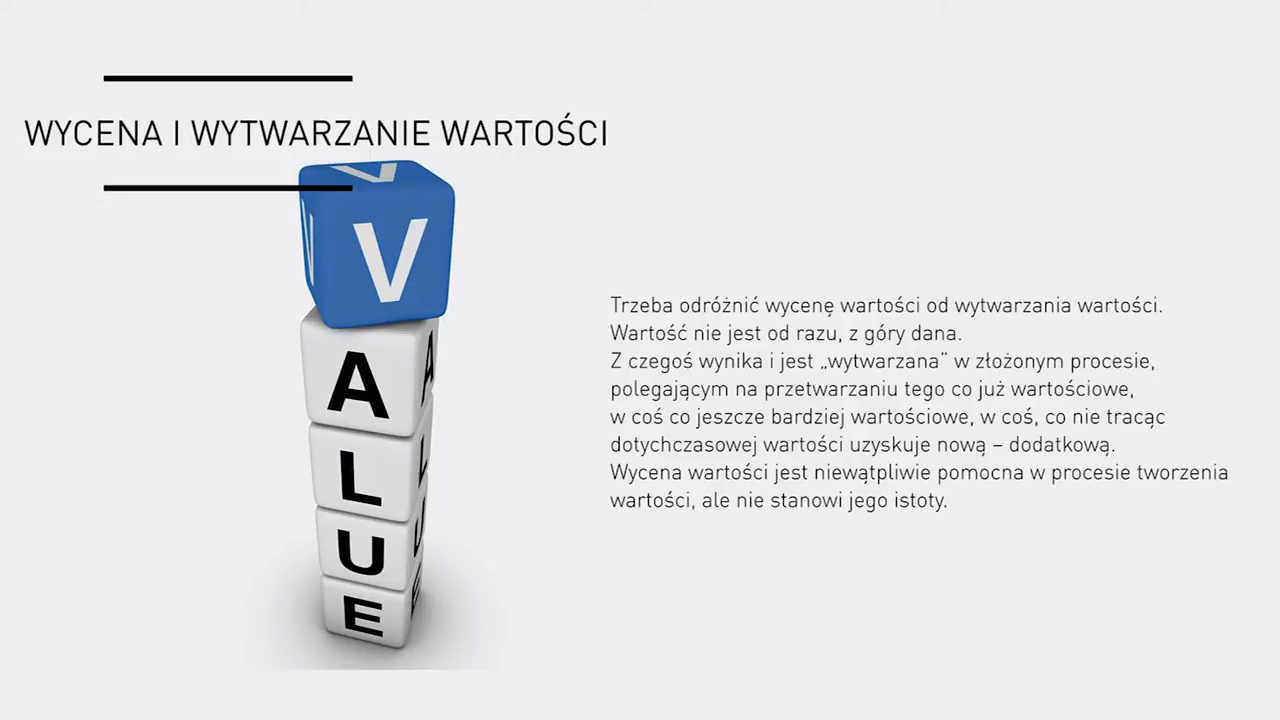 WYCENA I WYTWARZANIE WARTOŚCI
V
V
V
A
A
L
L
U
U
E
E
Trzeba odróżnić wycenę wartości od wytwarzania wartości.
Wartość nie jest od razu, z góry dana.
Z czegoś wynika i jest „wytwarzana” w złożonym procesie,
polegającym na przetwarzaniu tego co już wartościowe,
w coś co jeszcze bardziej wartościowe, w coś, co nie tracąc
dotychczasowej wartości uzyskuje nową – dodatkową.
Wycena wartości jest niewątpliwie pomocna w procesie tworzenia
wartości, ale nie stanowi jego istoty.